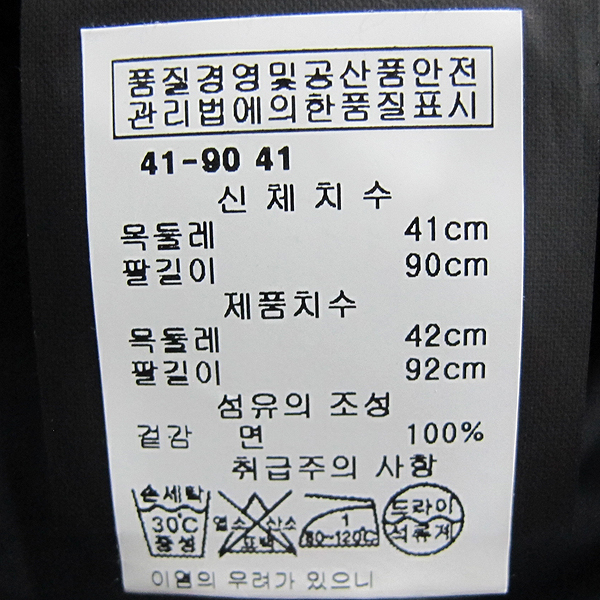 품질경영및공산품안전
관리법에의한품질표시
41-90 41
신체치수
목둘레 41cm
팔길이 90cm
제품치수
목둘레 42cm
팔길이 92cm
섬유의 조성
겉감 면 100%
취급주의 사항
손세탁
30℃
중성
염소 산소
표백
1
80~120℃
드라이
석유계
이염의 우려가 있으니